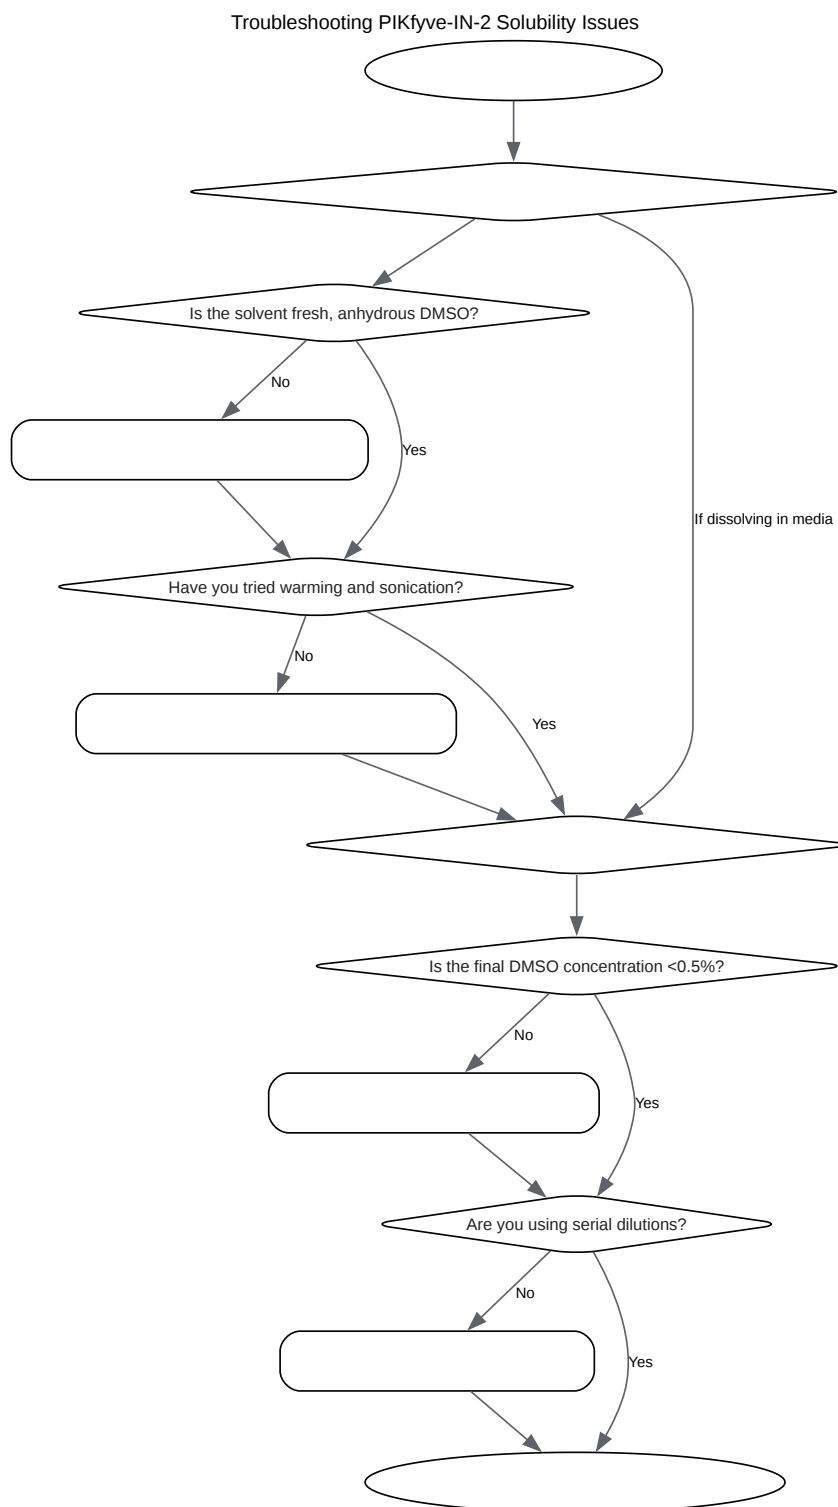 Troubleshooting PIKfyve-IN-2 Solubility Issues
Is the solvent fresh, anhydrous DMSO?
No
Yes
If dissolving in media
Have you tried warming and sonication?
No
Yes
Is the final DMSO concentration <0.5%?
No
Yes
Are you using serial dilutions?
No
Yes